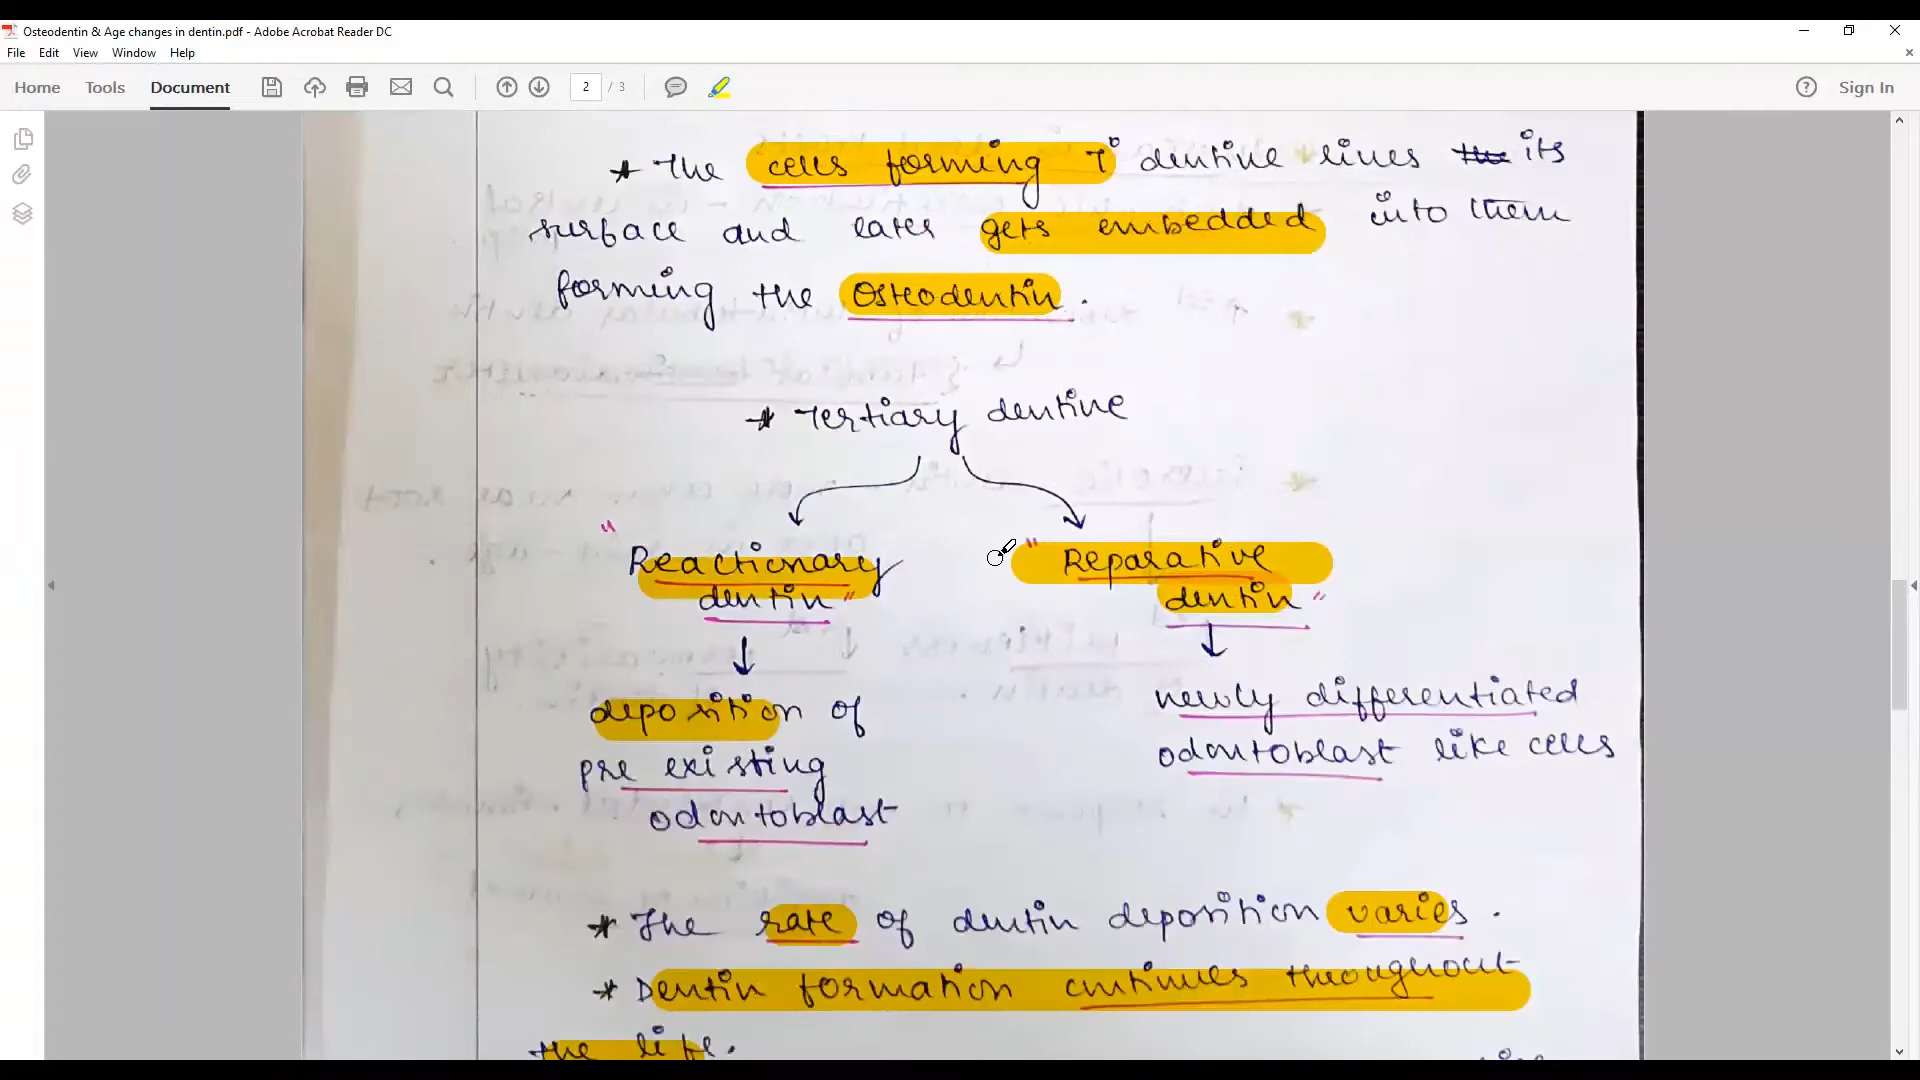 Osteodentin & Age changes in dentin.pdf - Adobe Acrobat Reader DC
File Edit View Window Help
Home Tools Document 2 / 3 Sign In
* The cells forming T° dentine lines its
surface and later gets embedded into them
forming the Osteodentin.
* Tertiary dentine
"Reactionary
dentin"
"Reparative
dentin"
deposition of
pre existing
odontoblast
newly differentiated
odontoblast like cells
* The rate of dentin deposition varies.
* Dentin formation continues throughout
the life.